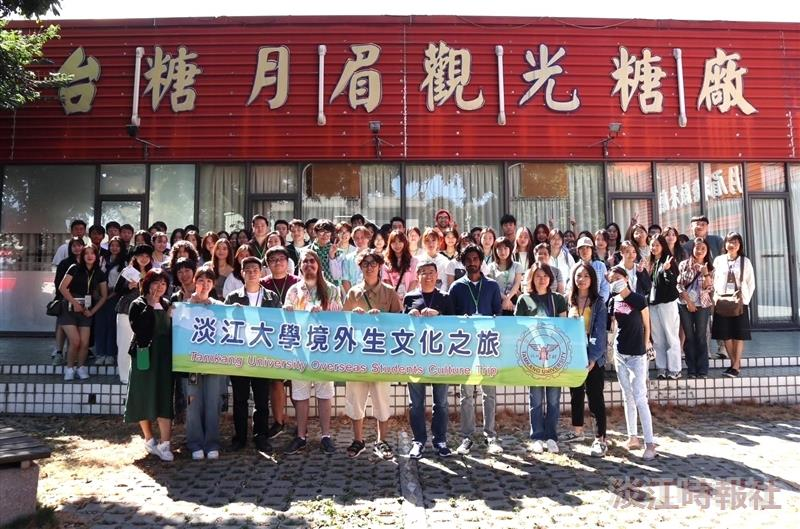 台糖月眉觀光糖廠
淡江大學境外生文化之旅
Tamkang University Overseas Students Culture Trip
淡江時報社